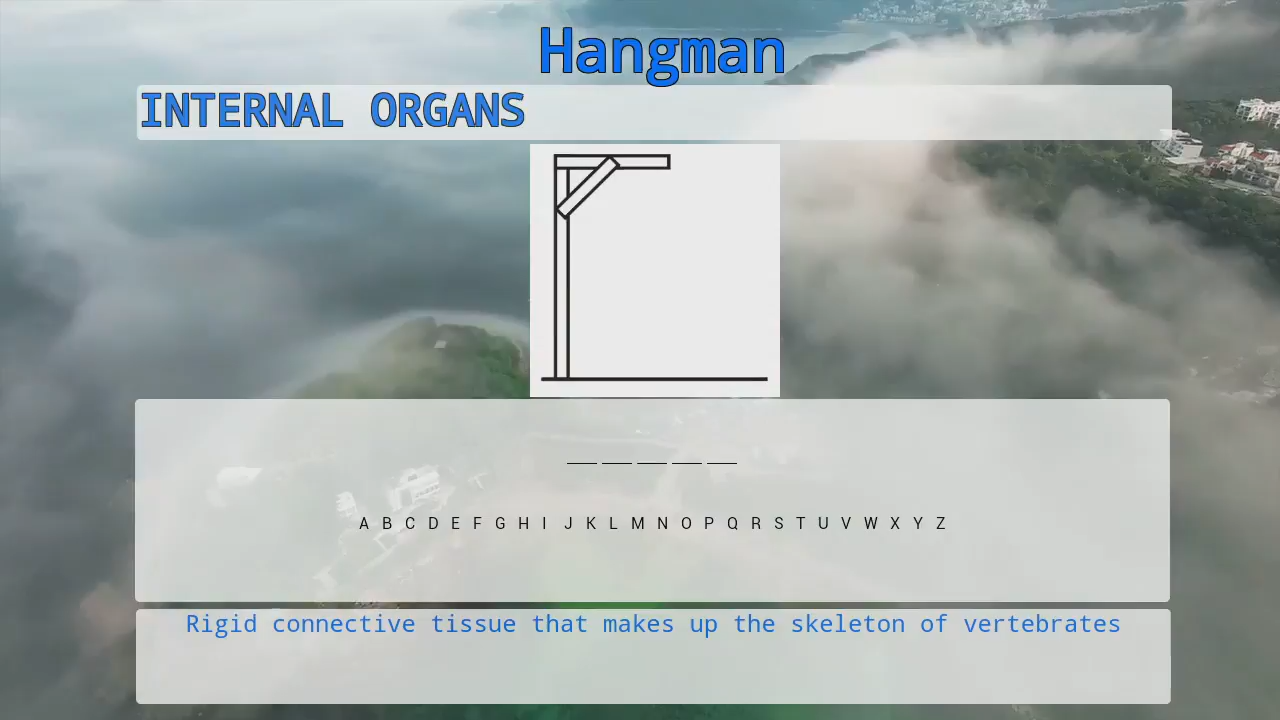 Hangman
INTERNAL ORGANS
_ _ _ _ _
A B C D E F G H I J K L M N O P Q R S T U V W X Y Z
Rigid connective tissue that makes up the skeleton of vertebrates